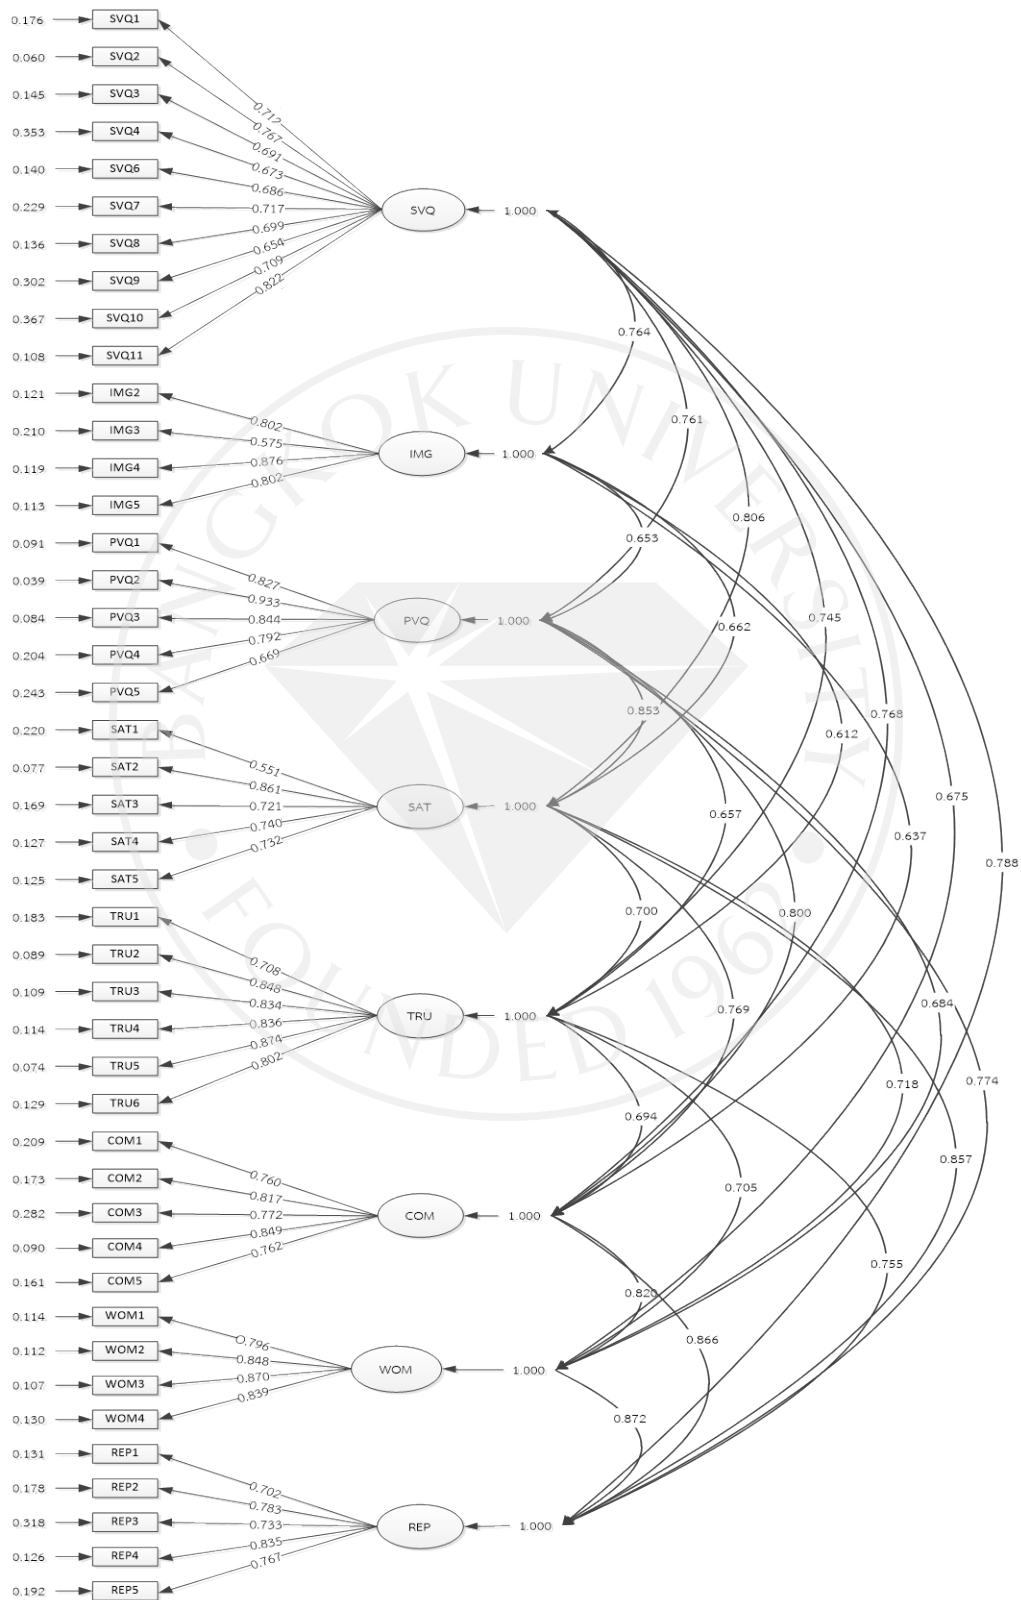 0.176 SVQ1
0.060 SVQ2
0.145 SVQ3
0.353 SVQ4
0.140 SVQ6
0.229 SVQ7
0.136 SVQ8
0.302 SVQ9
0.367 SVQ10
0.108 SVQ11
0.712
0.767
0.691
0.673
0.686
0.717
0.699
0.654
0.709
0.822
SVQ 1.000
0.121 IMG2
0.210 IMG3
0.119 IMG4
0.113 IMG5
0.802
0.575
0.876
0.802
IMG 1.000
0.091 PVQ1
0.039 PVQ2
0.084 PVQ3
0.204 PVQ4
0.243 PVQ5
0.827
0.933
0.844
0.792
0.669
PVQ 1.000
0.220 SAT1
0.077 SAT2
0.169 SAT3
0.127 SAT4
0.125 SAT5
0.551
0.861
0.721
0.740
0.732
SAT 1.000
0.183 TRU1
0.089 TRU2
0.109 TRU3
0.114 TRU4
0.074 TRU5
0.129 TRU6
0.708
0.848
0.834
0.836
0.874
0.802
TRU 1.000
0.209 COM1
0.173 COM2
0.282 COM3
0.090 COM4
0.161 COM5
0.760
0.817
0.772
0.849
0.762
COM 1.000
0.114 WOM1
0.112 WOM2
0.107 WOM3
0.130 WOM4
0.796
0.848
0.870
0.839
WOM 1.000
0.131 REP1
0.178 REP2
0.318 REP3
0.126 REP4
0.192 REP5
0.702
0.783
0.733
0.835
0.767
REP 1.000
0.764
0.761
0.806
0.653
0.745
0.662
0.853
0.768
0.612
0.675
0.657
0.637
0.788
0.700
0.800
0.684
0.769
0.774
0.718
0.694
0.857
0.705
0.755
0.820
0.866
0.872
BANGKOK UNIVERSITY
FOUNDED 1962